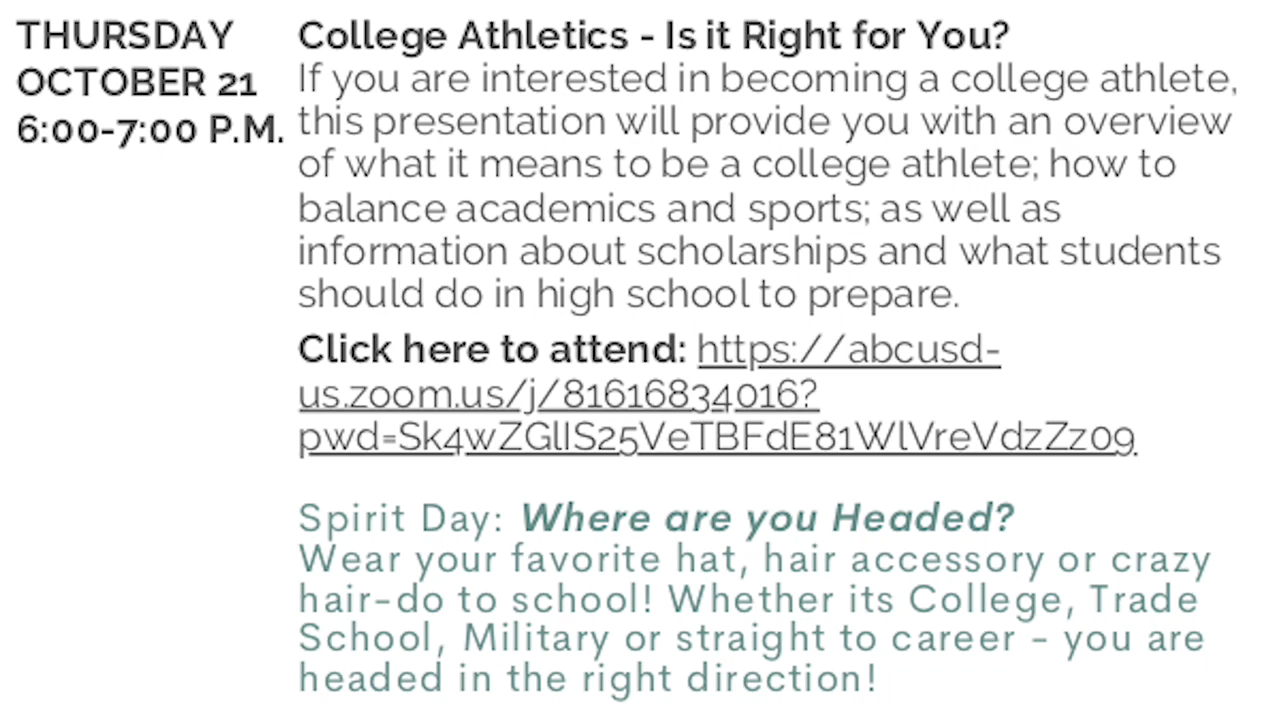 THURSDAY
OCTOBER 21
6:00-7:00 P.M.
College Athletics - Is it Right for You?
If you are interested in becoming a college athlete,
this presentation will provide you with an overview
of what it means to be a college athlete; how to
balance academics and sports; as well as
information about scholarships and what students
should do in high school to prepare.
Click here to attend: https://abcusd-
us.zoom.us/j/81616834016?
pwd=Sk4wZGlIS25VeTBFdE81WlVreVdzZz09
Spirit Day: Where are you Headed?
Wear your favorite hat, hair accessory or crazy
hair-do to school! Whether its College, Trade
School, Military or straight to career - you are
headed in the right direction!